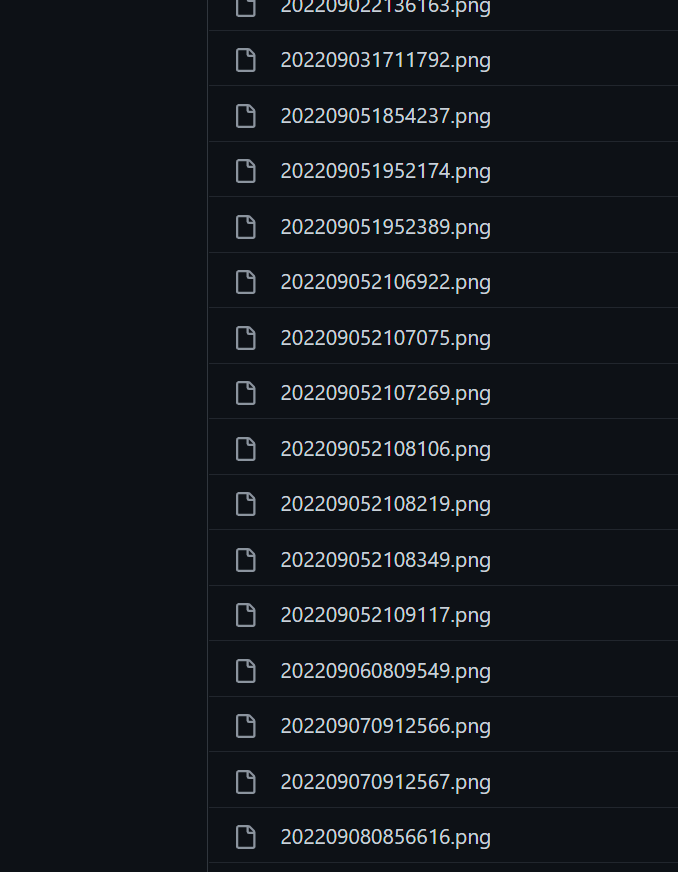 202209022136163.png
202209031711792.png
202209051854237.png
202209051952174.png
202209051952389.png
202209052106922.png
202209052107075.png
202209052107269.png
202209052108106.png
202209052108219.png
202209052108349.png
202209052109117.png
202209060809549.png
202209070912566.png
202209070912567.png
202209080856616.png